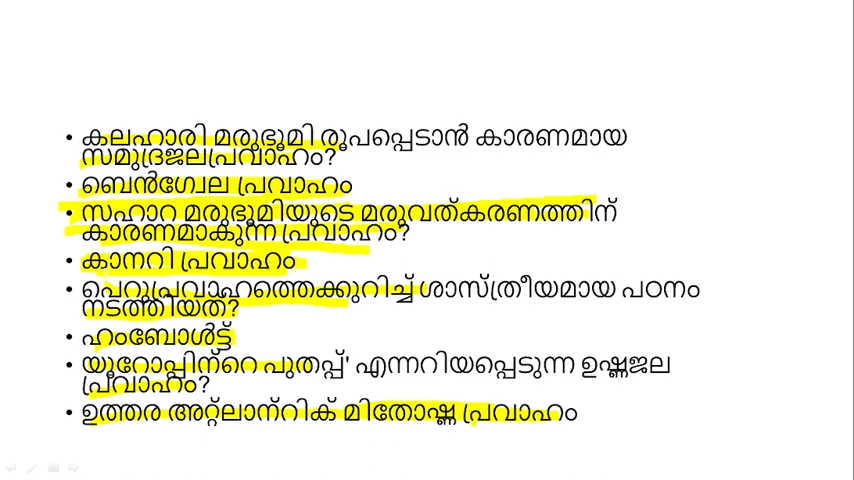 • കലഹാരി മരുഭൂമി രൂപപ്പെടാൻ കാരണമായ
സമുദ്രജലപ്രവാഹം?
• ബെൻഗ്വേല പ്രവാഹം
• സഹാറ മരുഭൂമിയുടെ മരുവത്കരണത്തിന്
കാരണമാകുന്ന പ്രവാഹം?
• കാനറി പ്രവാഹം
• പെറുപ്രവാഹത്തെക്കുറിച്ച് ശാസ്ത്രീയമായ പഠനം
നടത്തിയത്?
• ഹംബോൾട്ട്
• യൂറോപ്പിന്റെ പുതപ്പ്' എന്നറിയപ്പെടുന്ന ഉഷ്ണജല
പ്രവാഹം?
• ഉത്തര അറ്റ്ലാന്റിക് മിതോഷ്ണ പ്രവാഹം